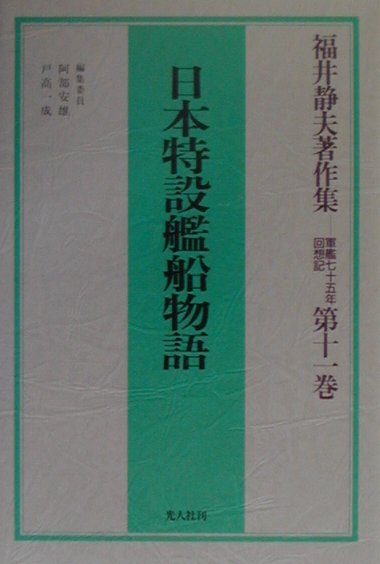 福井静夫著作集
軍艦七十五年
回想記
第十一巻
日本特設艦船物語
編集委員
阿部安雄
戸高一成
光人社刊